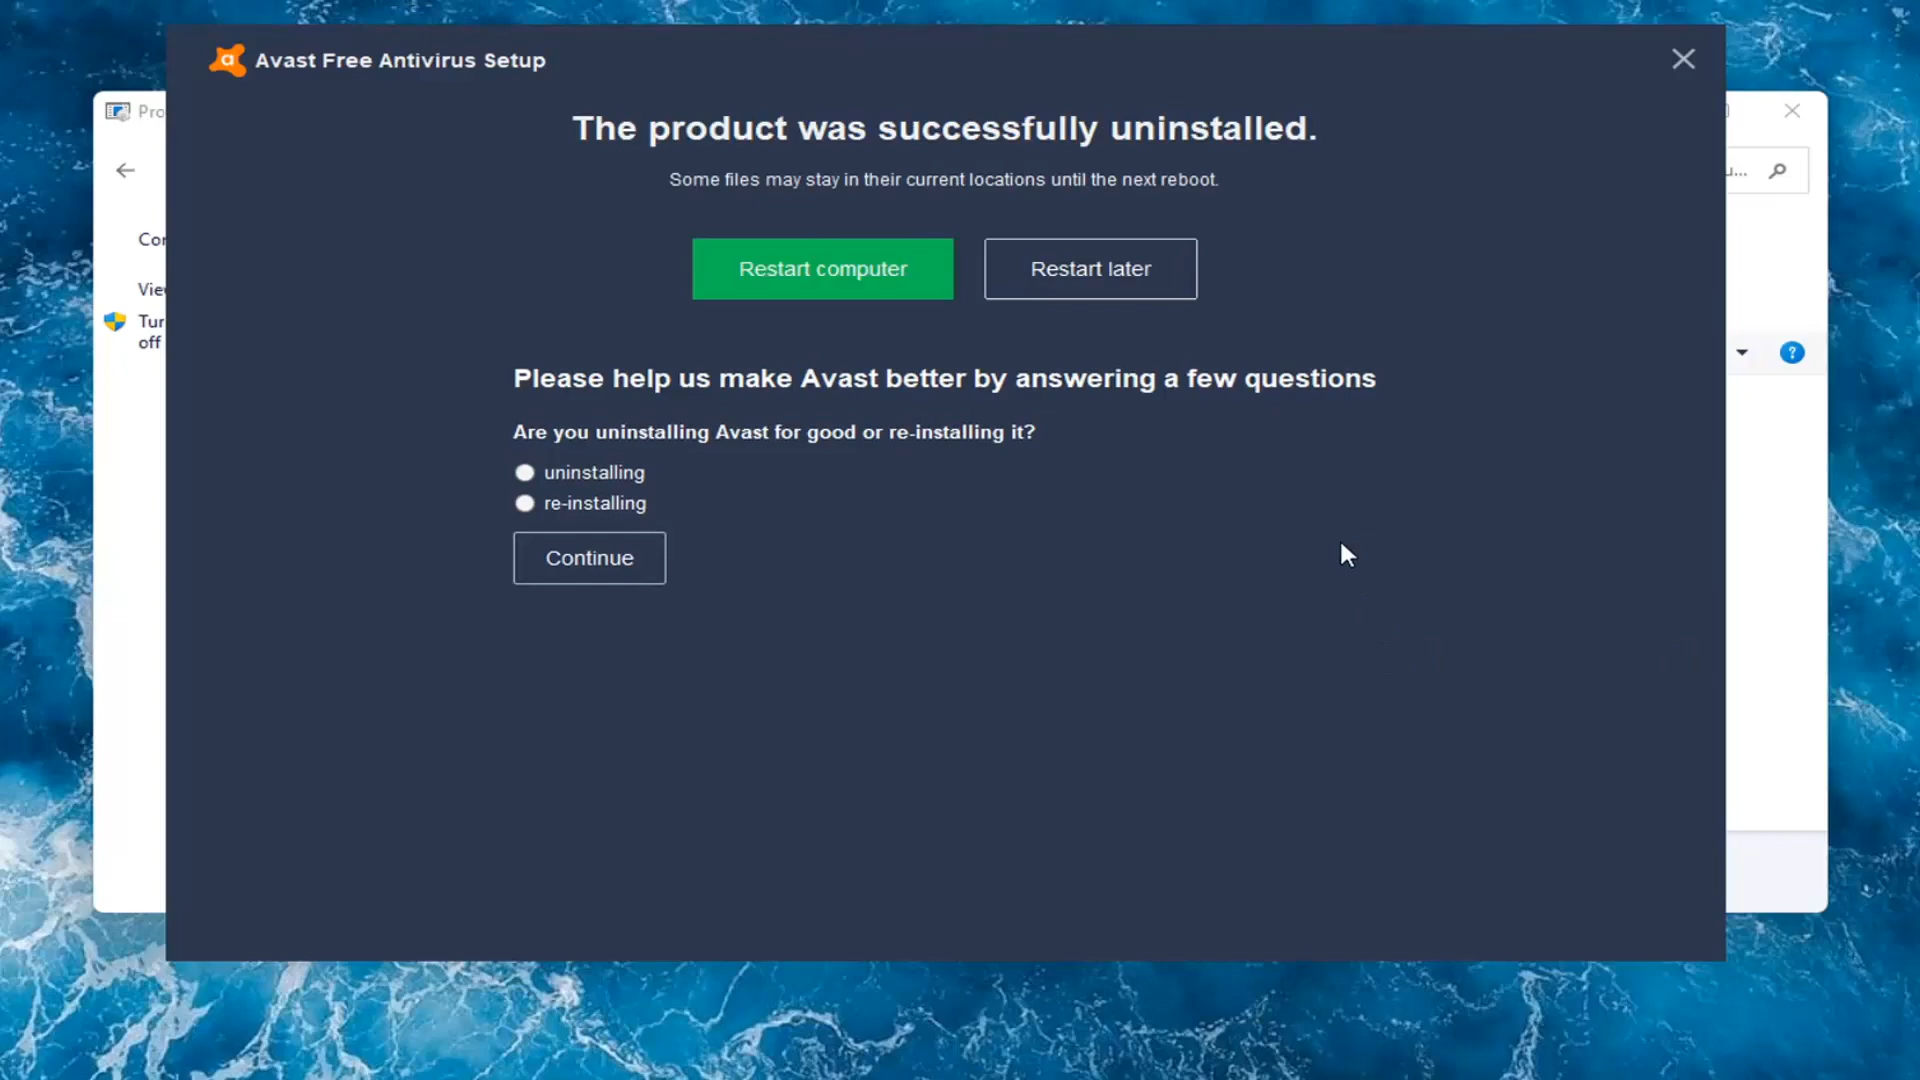 Avast Free Antivirus Setup
The product was successfully uninstalled.
Some files may stay in their current locations until the next reboot.
Restart computer
Restart later
Please help us make Avast better by answering a few questions
Are you uninstalling Avast for good or re-installing it?
uninstalling
re-installing
Continue
off
?